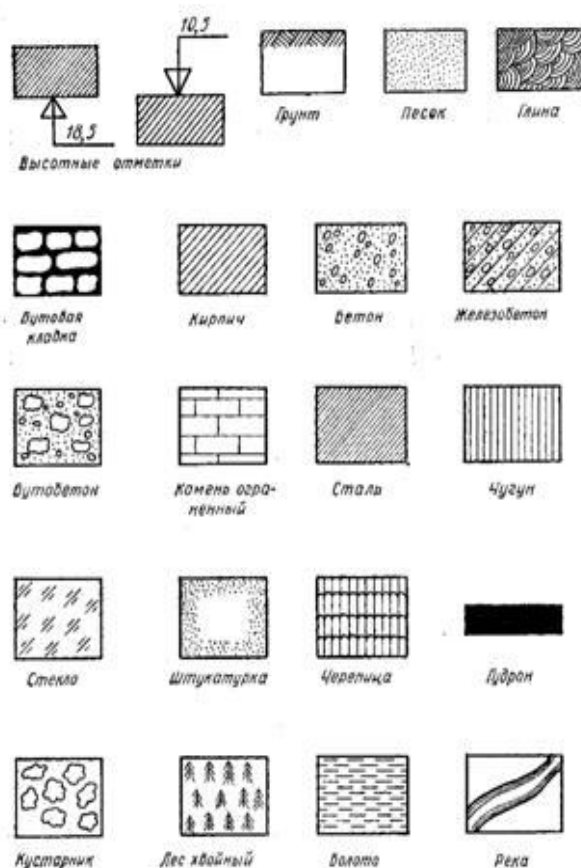 10,5
18,5
Высотные отметки
Грунт
Песок
Глина
Бутовая
кладка
Кирпич
Бетон
Железобетон
Бутобетон
Камень огра-
ненный
Сталь
Чугун
Стекло
Штукатурка
Черепица
Гудрон
Кустарник
Лес хвойный
Болото
Река